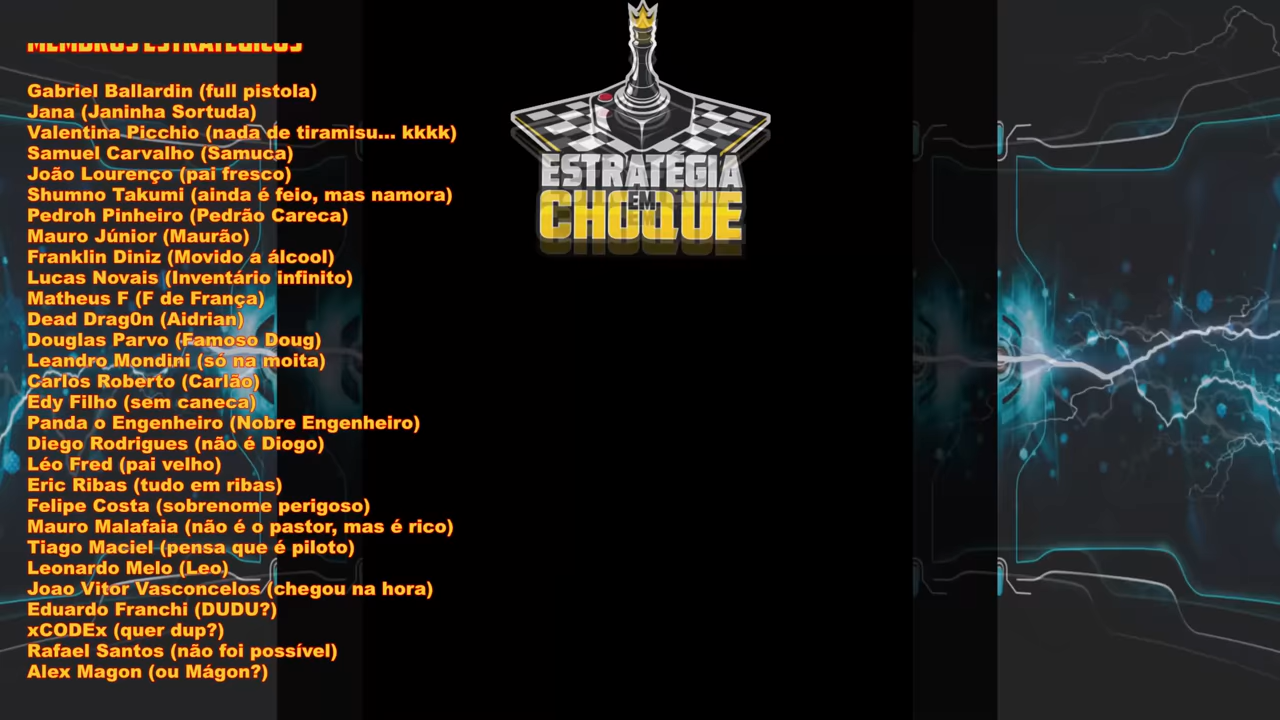 MEMBROS ESTRATÉGICOS
Gabriel Ballardin (full pistola)
Jana (Janinha Sortuda)
Valentina Picchio (nada de tiramisu... kkkk)
Samuel Carvalho (Samuca)
João Lourenço (pai fresco)
Shumno Takumi (ainda é feio, mas namora)
Pedroh Pinheiro (Pedrão Careca)
Mauro Júnior (Maurão)
Franklin Diniz (Movido a álcool)
Lucas Novais (Inventário infinito)
Matheus F (F de França)
Dead Drag0n (Aidrian)
Douglas Parvo (Famoso Doug)
Leandro Mondini (só na moita)
Carlos Roberto (Carlão)
Edy Filho (sem caneca)
Panda o Engenheiro (Nobre Engenheiro)
Diego Rodrigues (não é Diogo)
Léo Fred (pai velho)
Eric Ribas (tudo em ribas)
Felipe Costa (sobrenome perigoso)
Mauro Malafaia (não é o pastor, mas é rico)
Tiago Maciel (pensa que é piloto)
Leonardo Melo (Leo)
Joao Vitor Vasconcelos (chegou na hora)
Eduardo Franchi (DUDU?)
xCODEx (quer dup?)
Rafael Santos (não foi possível)
Alex Magon (ou Mágon?)
ESTRATÉGIA
EM
CHOQUE